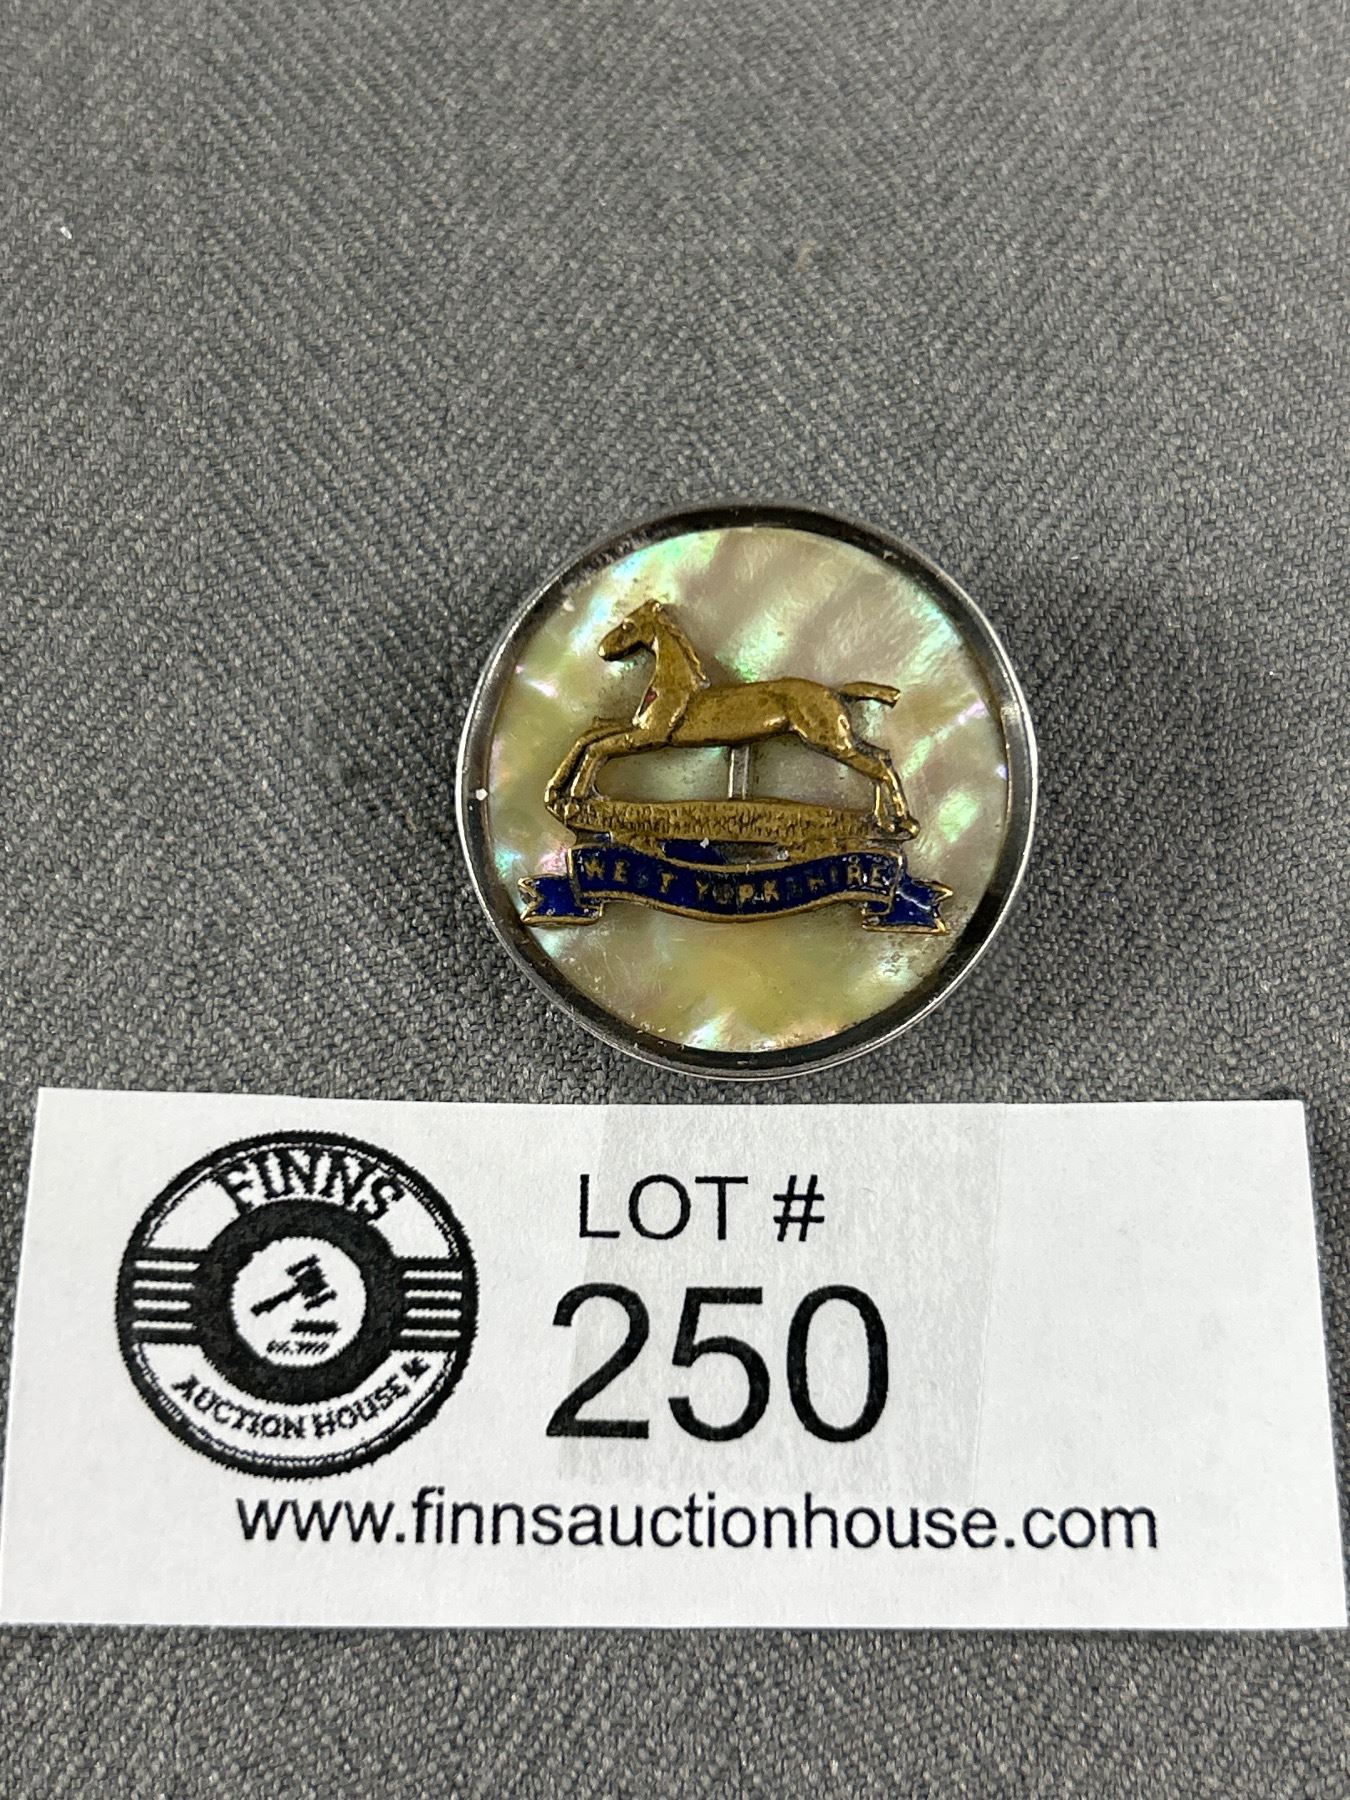 WEST YORKSHIRE
FINNS
AUCTION HOUSE
LOT #
250
www.finnsauctionhouse.com